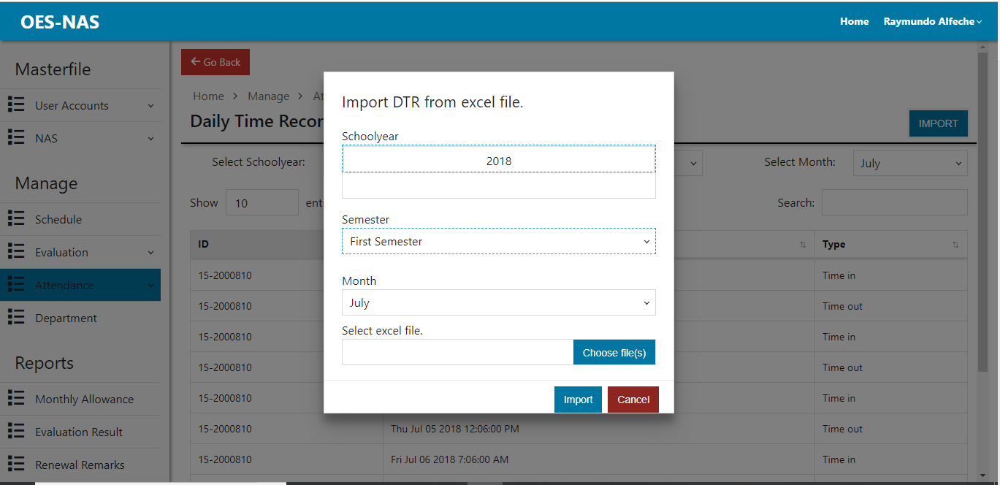 OES-NAS
Home
Raymundo Alfeche
Masterfile
User Accounts
NAS
Manage
Schedule
Evaluation
Attendance
Department
Reports
Monthly Allowance
Evaluation Result
Renewal Remarks
Go Back
Home > Manage > At
Daily Time Recor
IMPORT
Select Schoolyear:
Select Month:
July
Show 10 ent
Search:
ID
Type
15-2000810 Time in
15-2000810 Time out
15-2000810 Time in
15-2000810 Time out
15-2000810 Time in
15-2000810 Thu Jul 05 2018 12:06:00 PM Time out
15-2000810 Fri Jul 06 2018 7:06:00 AM Time in
Import DTR from excel file.
Schoolyear
2018
Semester
First Semester
Month
July
Select excel file.
Choose file(s)
Import
Cancel